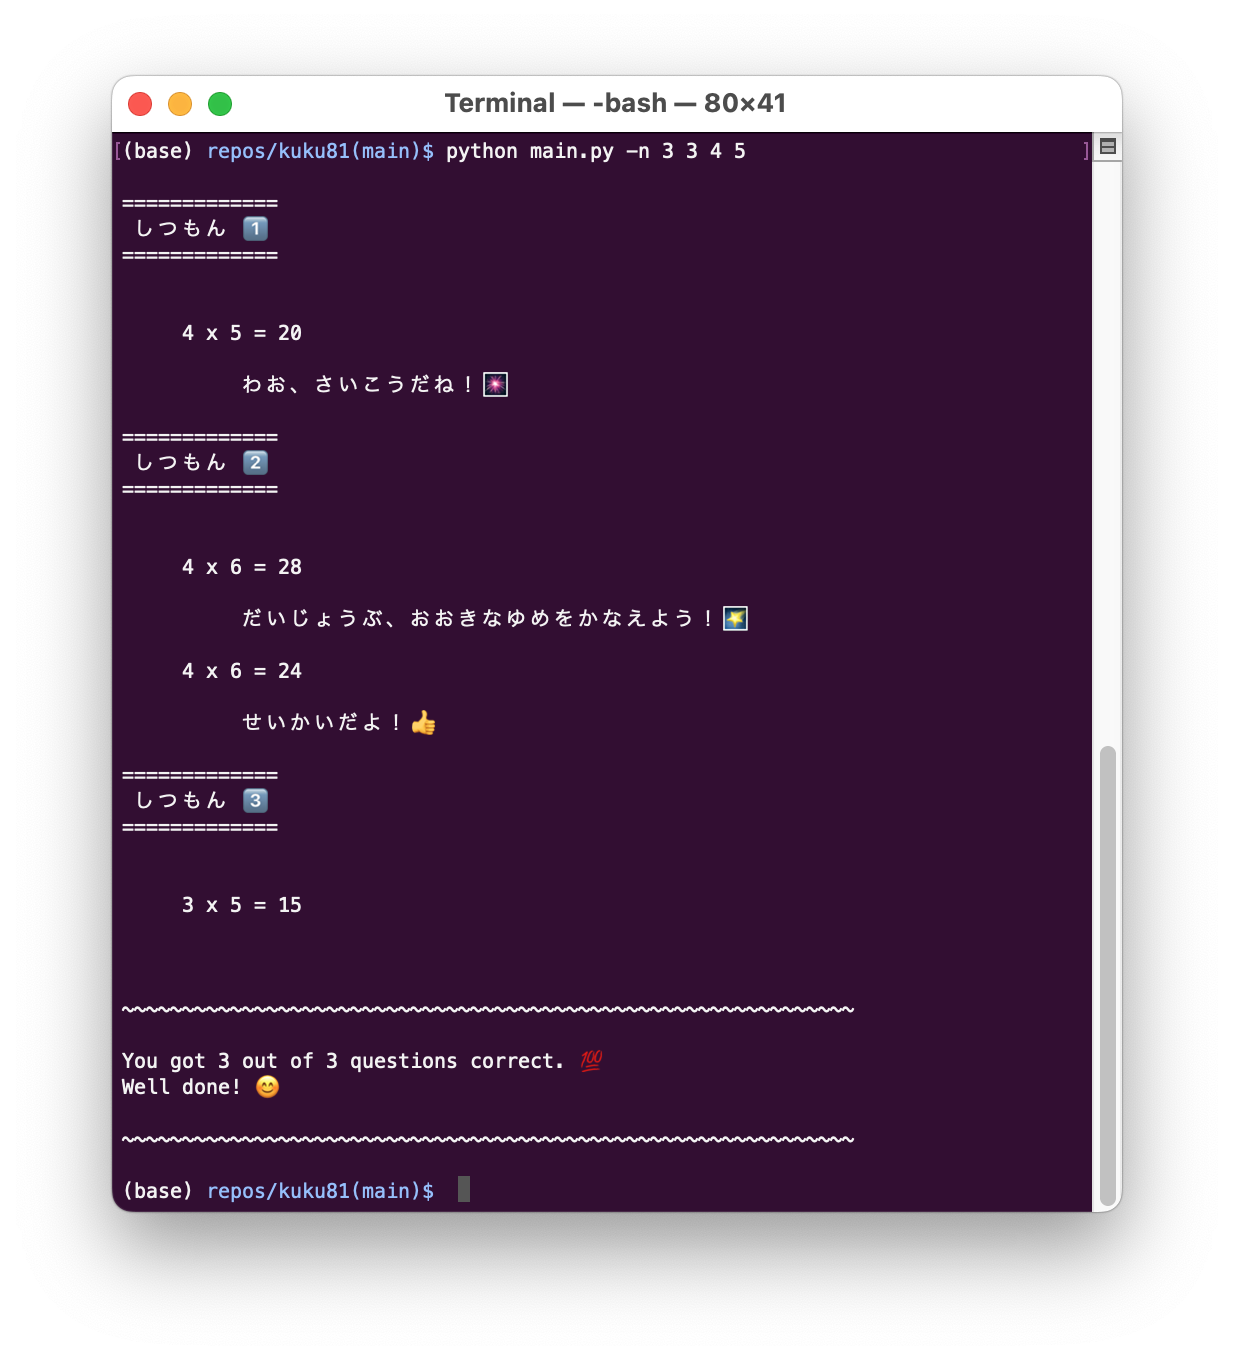 Terminal — -bash — 80×41
[(base) repos/kuku81(main)$ python main.py -n 3 3 4 5 ]
=============
しつもん 1️⃣
=============
4 x 5 = 20
わお、さいこうだね！🎆
=============
しつもん 2️⃣
=============
4 x 6 = 28
だいじょうぶ、おおきなゆめをかなえよう！🌠
4 x 6 = 24
せいかいだよ！👍
=============
しつもん 3️⃣
=============
3 x 5 = 15
~~~~~~~~~~~~~~~~~~~~~~~~~~~~~~~~~~~~~~~~~~~~~~~~~~~~~~~~~~~~~
You got 3 out of 3 questions correct. 💯
Well done! 😊
~~~~~~~~~~~~~~~~~~~~~~~~~~~~~~~~~~~~~~~~~~~~~~~~~~~~~~~~~~~~~
(base) repos/kuku81(main)$